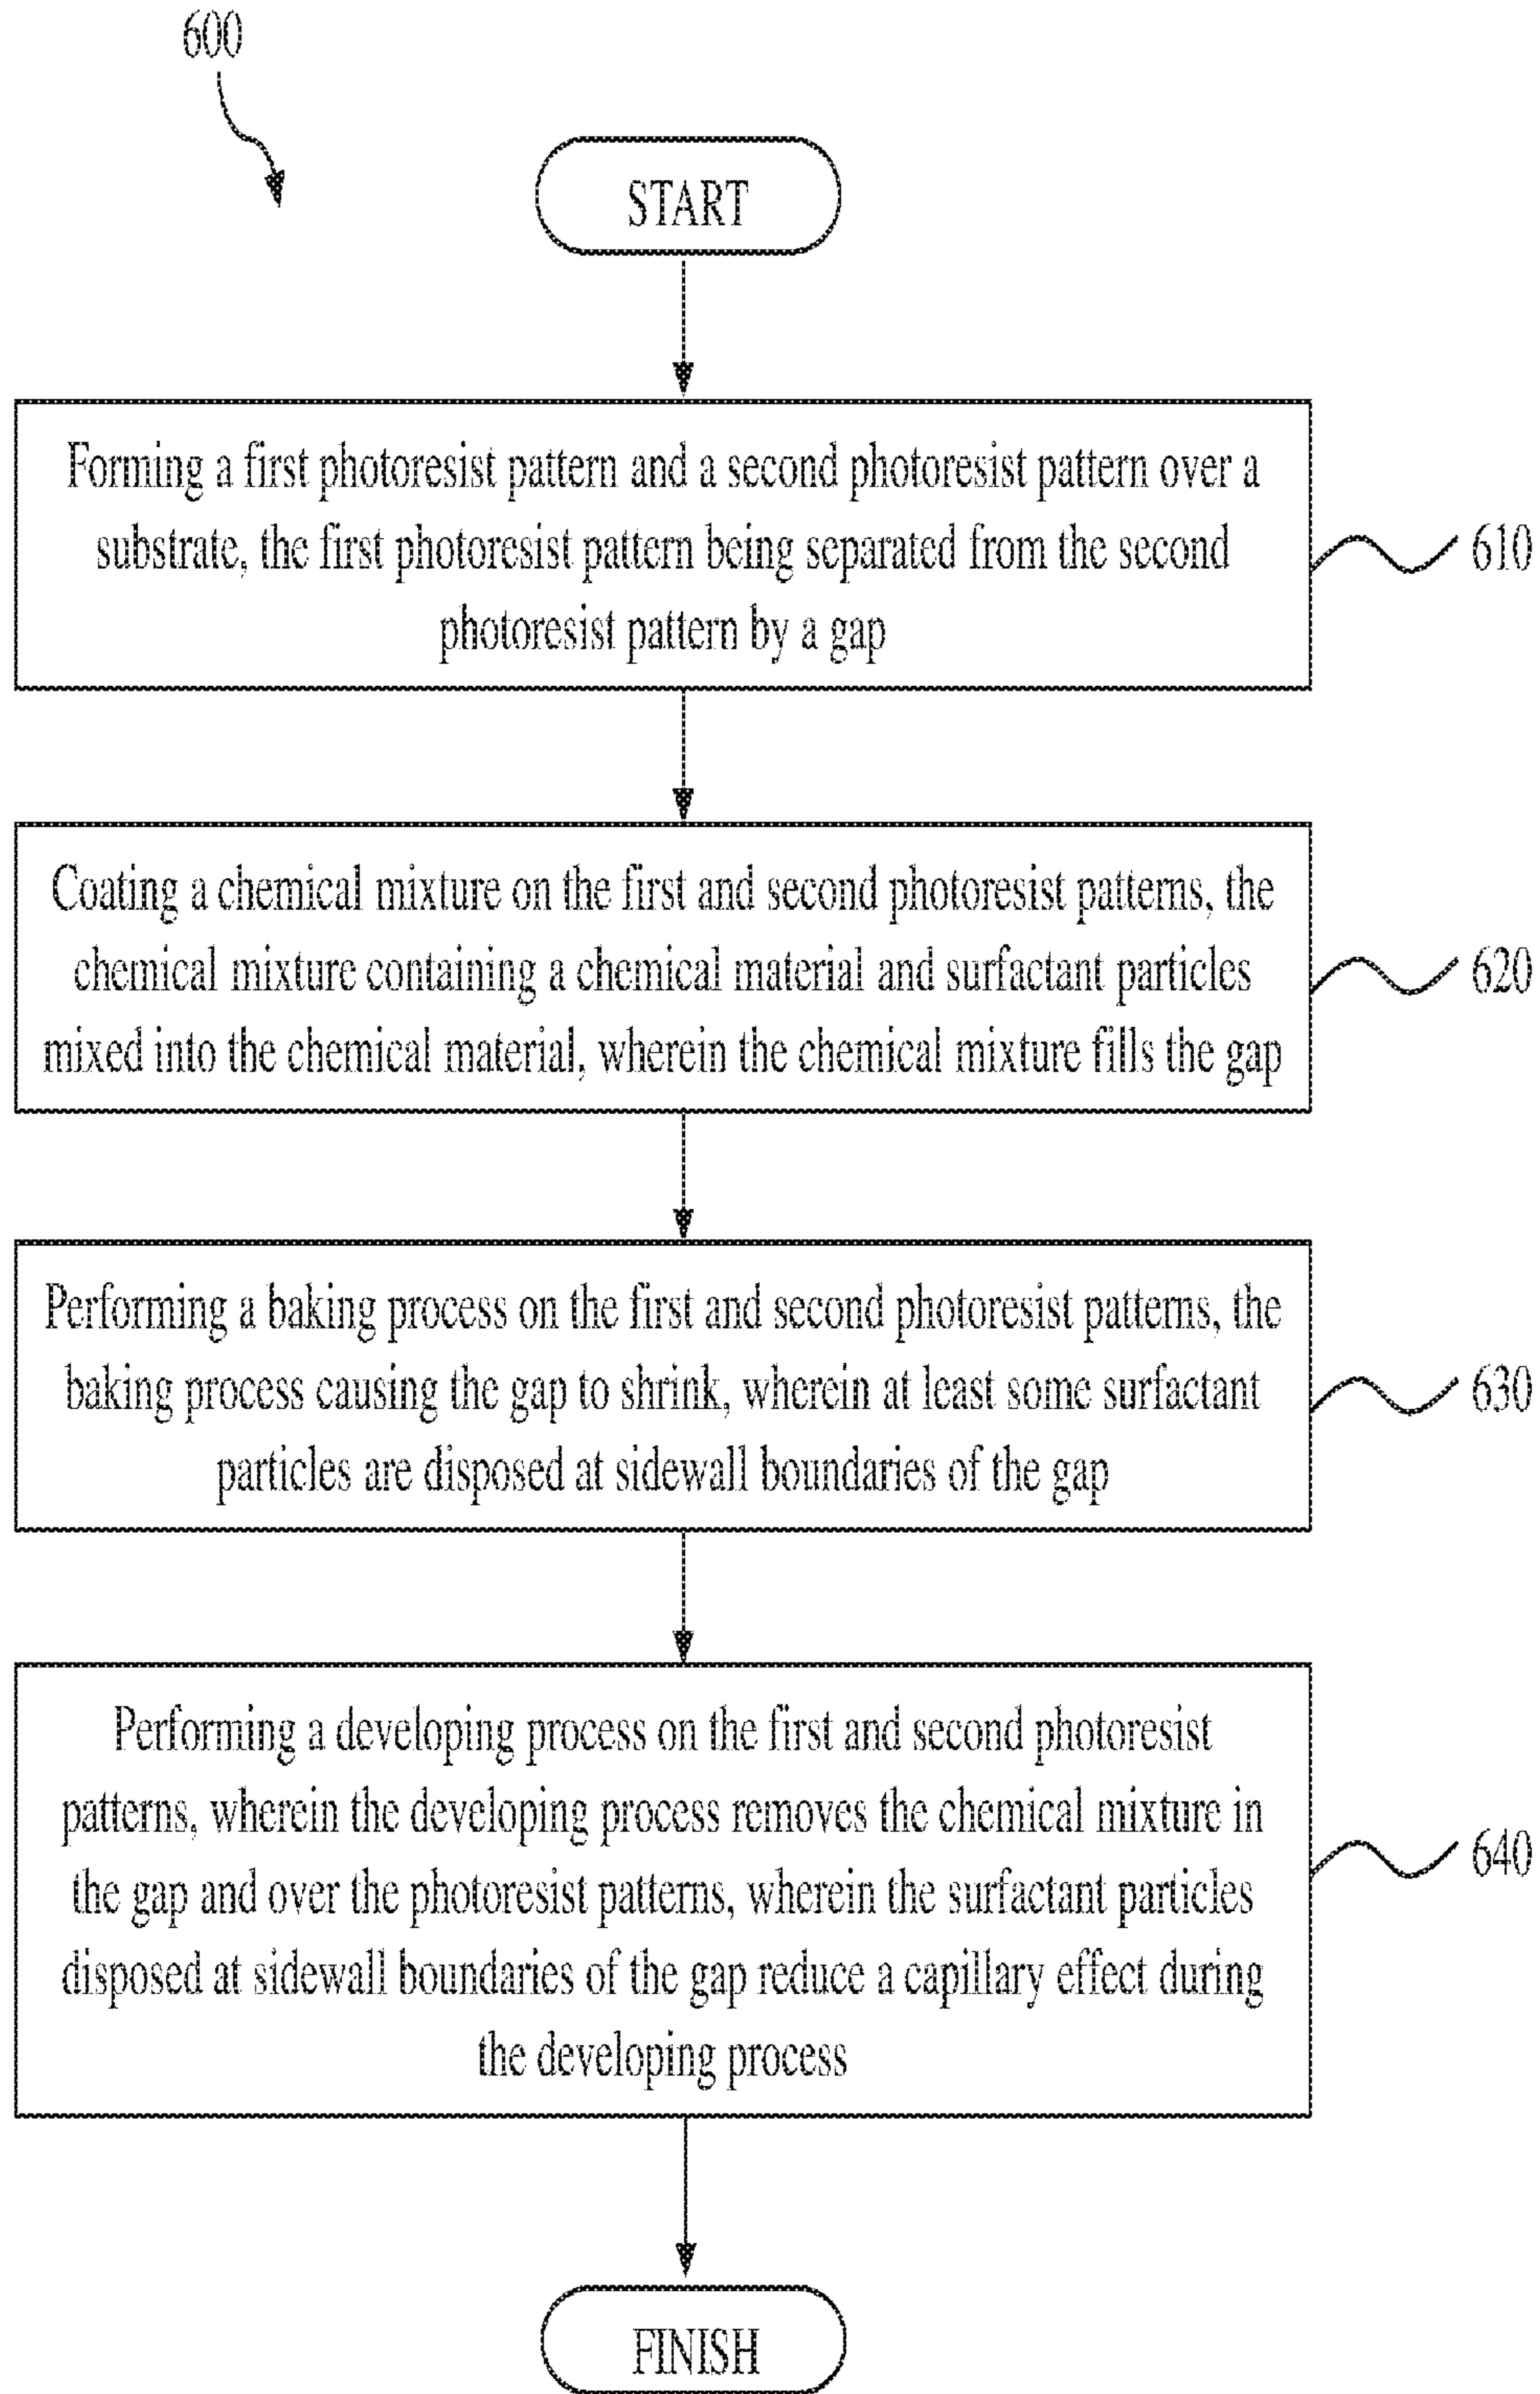 600
START
Forming a first photoresist pattern and a second photoresist pattern over a
substrate, the first photoresist pattern being separated from the second
photoresist pattern by a gap
610
Coating a chemical mixture on the first and second photoresist patterns, the
chemical mixture containing a chemical material and surfactant particles
mixed into the chemical material, wherein the chemical mixture fills the gap
620
Performing a baking process on the first and second photoresist patterns, the
baking process causing the gap to shrink, wherein at least some surfactant
particles are disposed at sidewall boundaries of the gap
630
Performing a developing process on the first and second photoresist
patterns, wherein the developing process removes the chemical mixture in
the gap and over the photoresist patterns, wherein the surfactant particles
disposed at sidewall boundaries of the gap reduce a capillary effect during
the developing process
640
FINISH